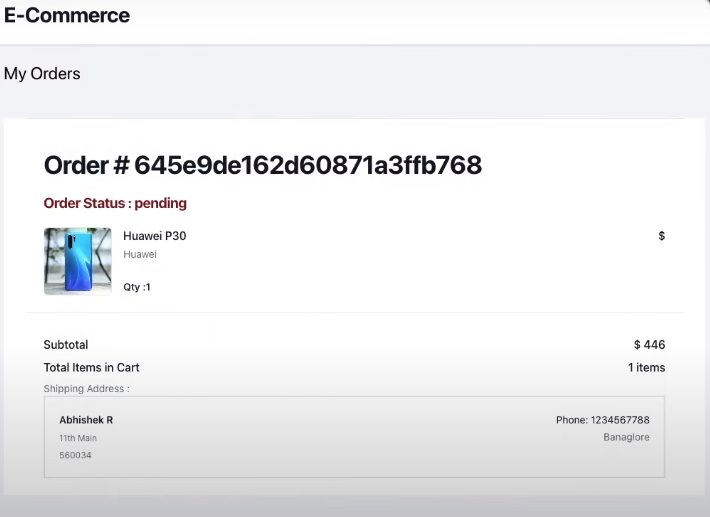 E-Commerce
My Orders
Order # 645e9de162d60871a3ffb768
Order Status : pending
Huawei P30 $
Huawei
Qty :1
Subtotal $ 446
Total Items in Cart 1 items
Shipping Address :
Abhishek R Phone: 1234567788
11th Main Banaglore
560034